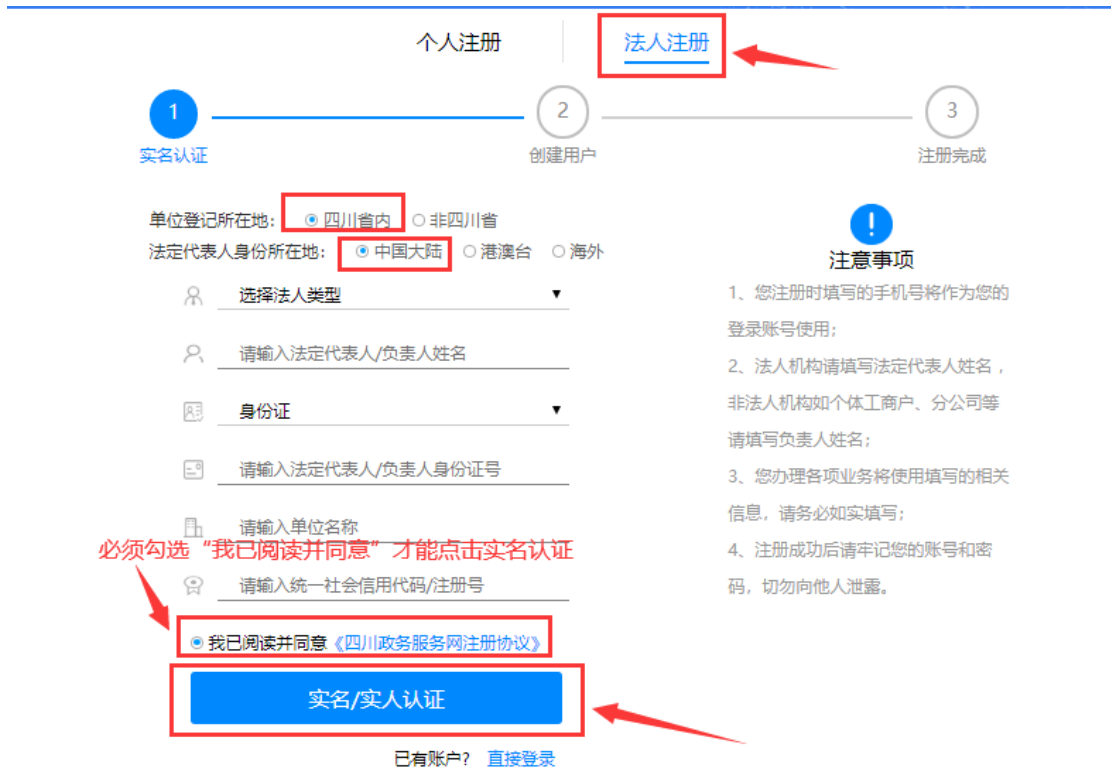 个人注册
法人注册
1
2
3
实名认证
创建用户
注册完成
单位登记所在地： 四川省内 非四川省
法定代表人身份所在地： 中国大陆 港澳台 海外
选择法人类型
请输入法定代表人/负责人姓名
身份证
请输入法定代表人/负责人身份证号
请输入单位名称
必须勾选“我已阅读并同意”才能点击实名认证
请输入统一社会信用代码/注册号
我已阅读并同意《四川政务服务网注册协议》
实名/实人认证
已有账户？ 直接登录
!
注意事项
1、您注册时填写的手机号将作为您的
登录账号使用；
2、法人机构请填写法定代表人姓名，
非法人机构如个体工商户、分公司等
请填写负责人姓名；
3、您办理各项业务将使用填写的相关
信息，请务必如实填写；
4、注册成功后请牢记您的账号和密
码，切勿向他人泄露。